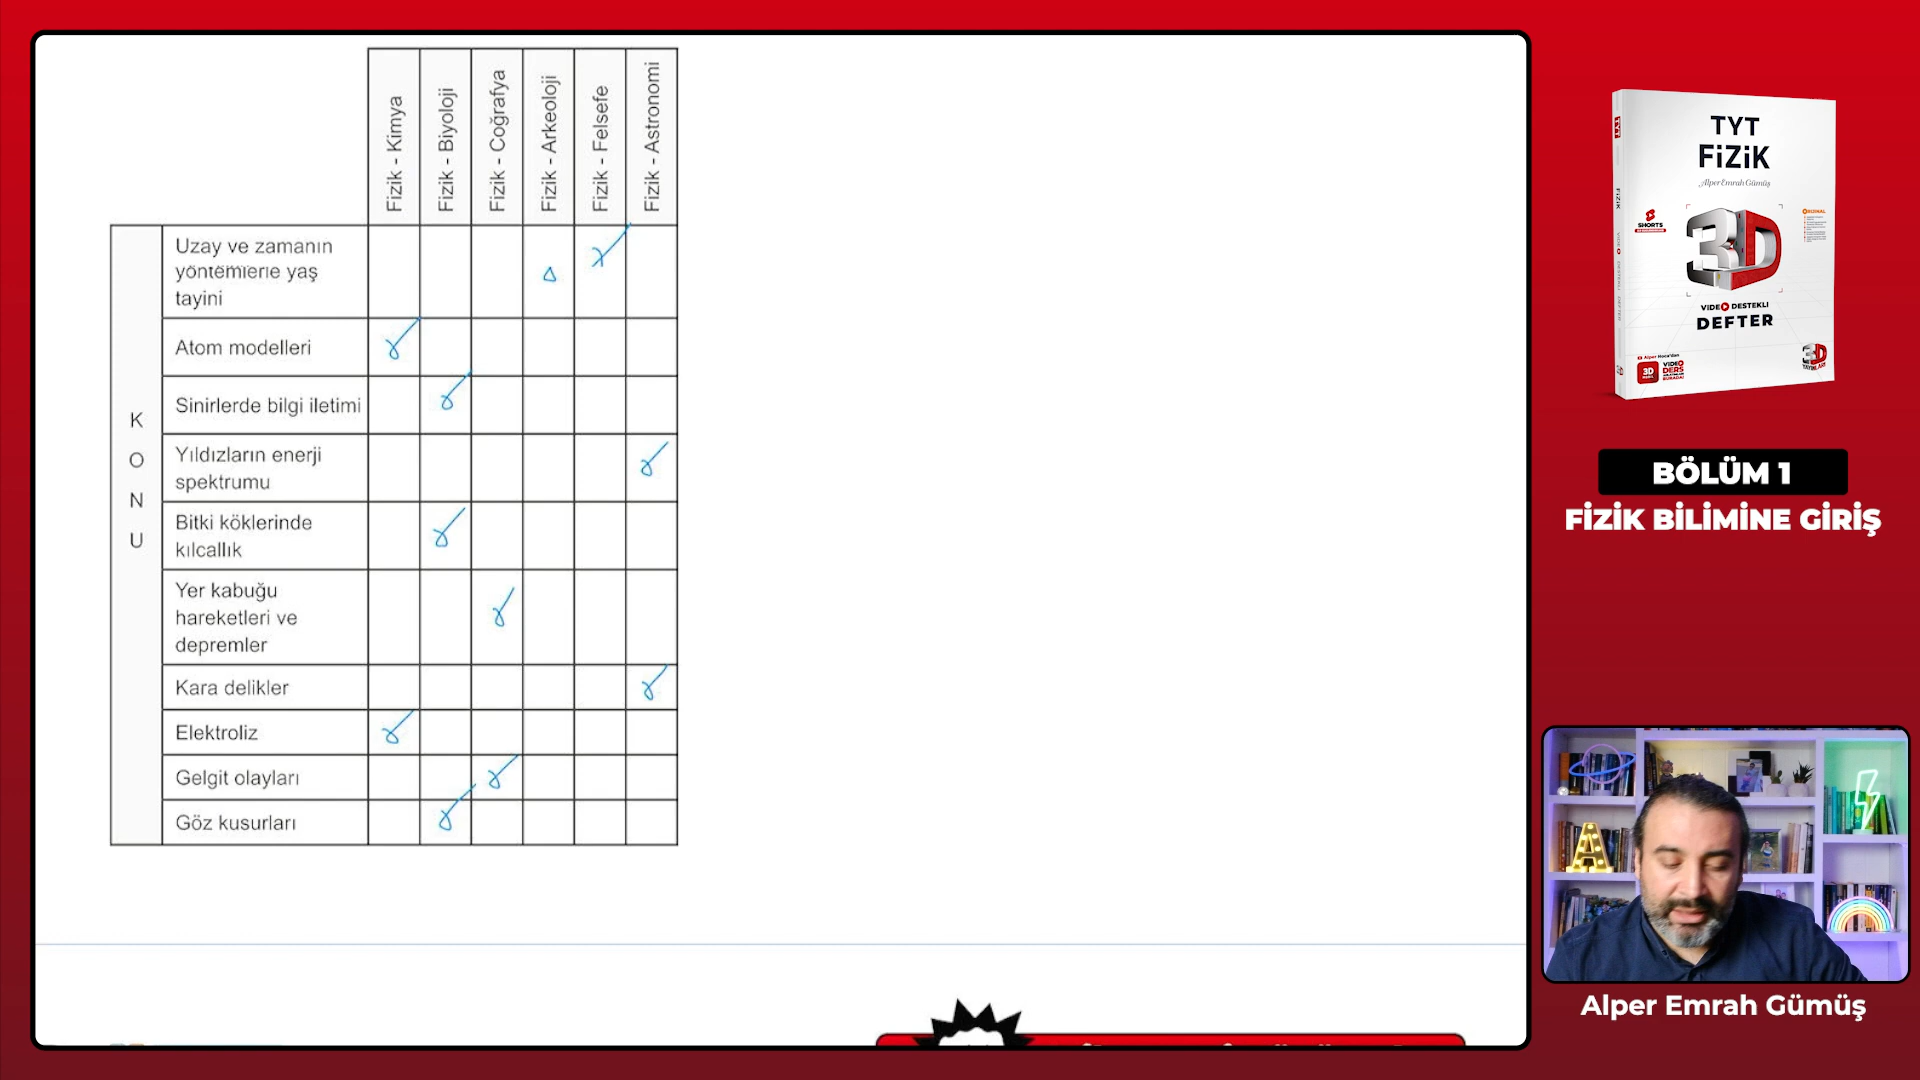 Fizik - Kimya
Fizik - Biyoloji
Fizik - Coğrafya
Fizik - Arkeoloji
Fizik - Felsefe
Fizik - Astronomi
K
O
N
U
Uzay ve zamanın
yöntemlerle yaş
tayini
Atom modelleri
Sinirlerde bilgi iletimi
Yıldızların enerji
spektrumu
Bitki köklerinde
kılcallık
Yer kabuğu
hareketleri ve
depremler
Kara delikler
Elektroliz
Gelgit olayları
Göz kusurları
TYT
FİZİK
Alper Emrah Gümüş
SHORTS
3D
VİDEO DESTEKLİ
DEFTER
BÖLÜM 1
FİZİK BİLİMİNE GİRİŞ
A
Alper Emrah Gümüş